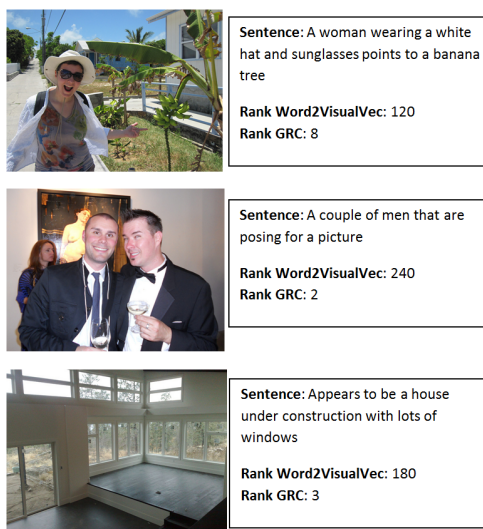 Sentence: A woman wearing a white
hat and sunglasses points to a banana
tree
Rank Word2VisualVec: 120
Rank GRC: 8
Sentence: A couple of men that are
posing for a picture
Rank Word2VisualVec: 240
Rank GRC: 2
Sentence: Appears to be a house
under construction with lots of
windows
Rank Word2VisualVec: 180
Rank GRC: 3